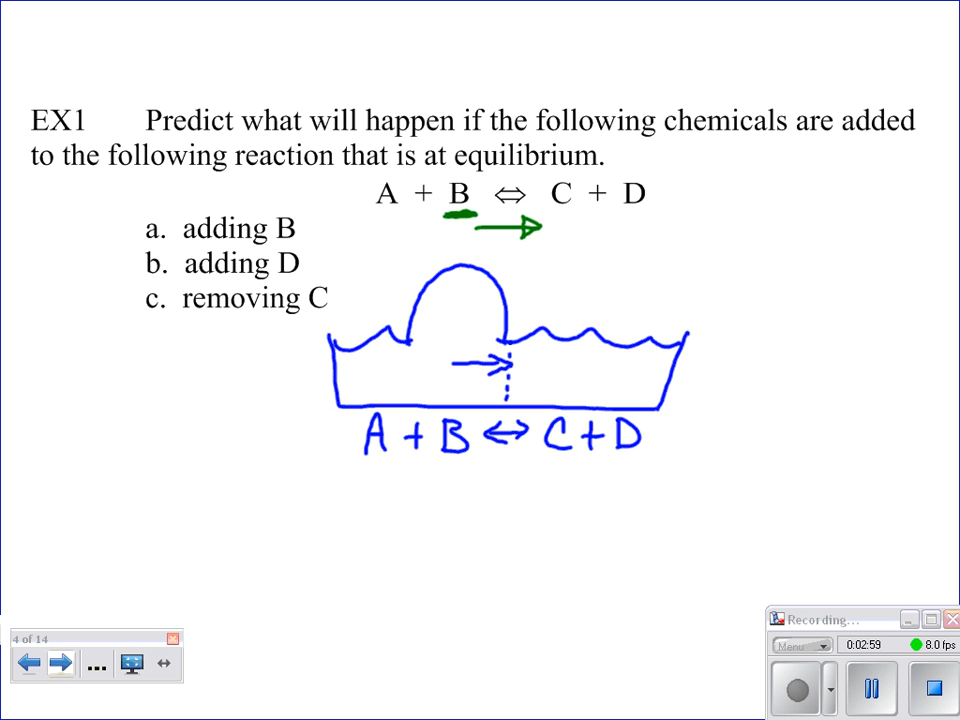 EX1 Predict what will happen if the following chemicals are added
to the following reaction that is at equilibrium.
A + B ⇔ C + D
a. adding B
b. adding D
c. removing C
A + B ↔ C + D
4 of 14
...
Recording...
Menu
0:02:59
8.0 fps